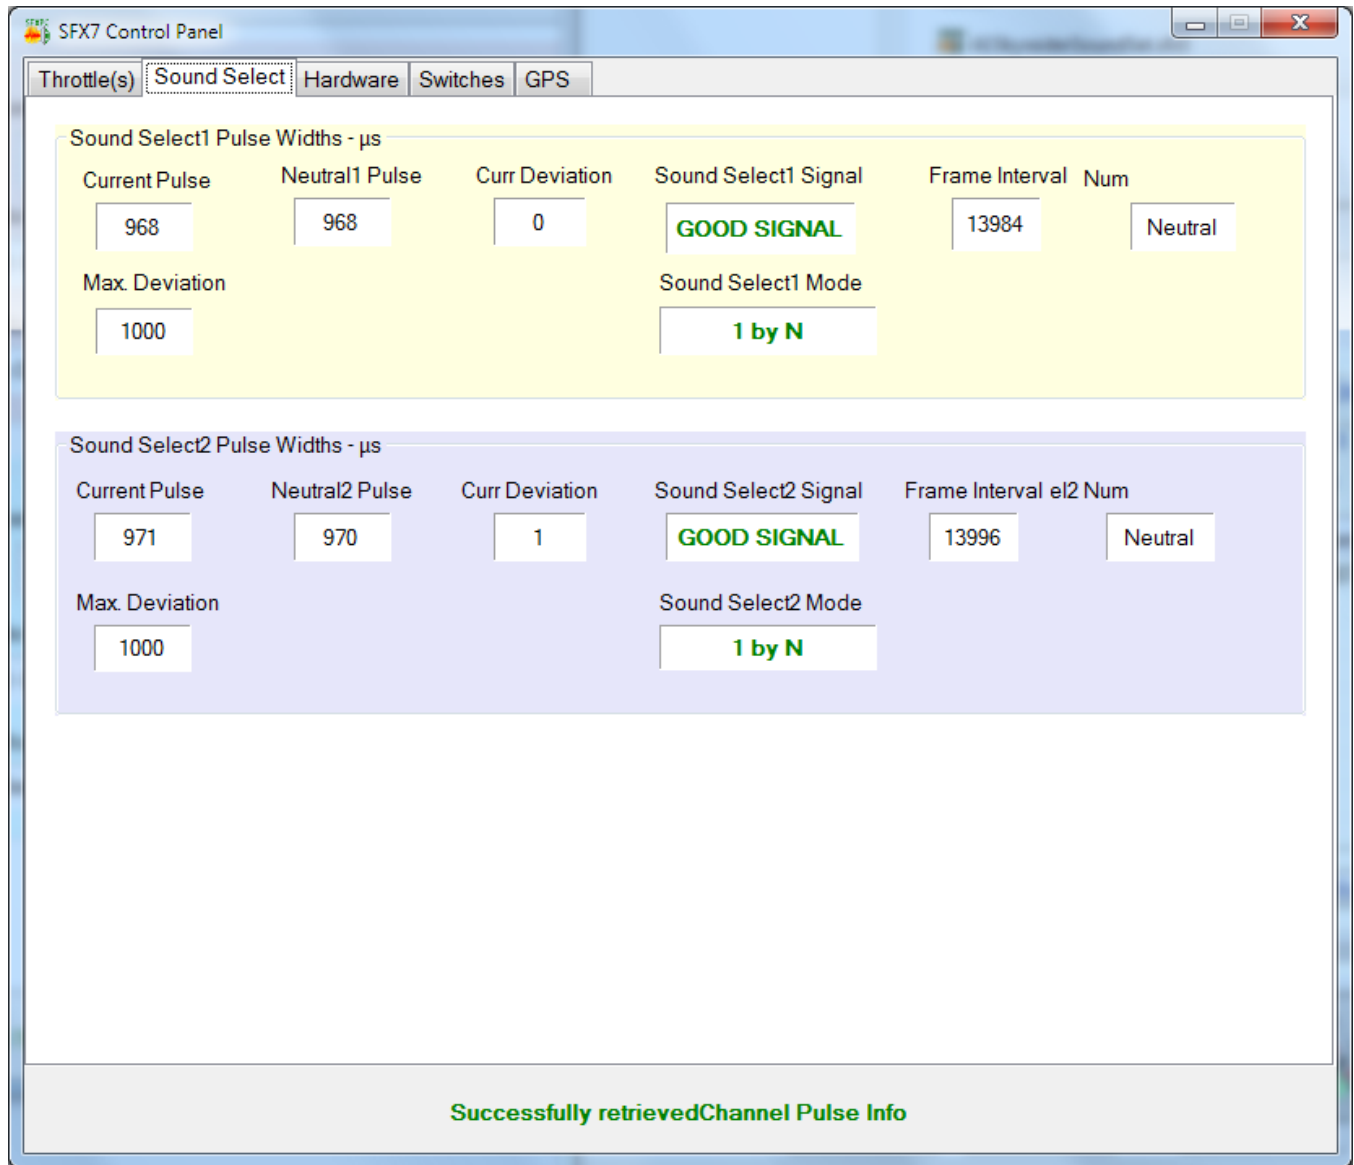 SFX7 Control Panel
Throttle(s) Sound Select Hardware Switches GPS
Sound Select1 Pulse Widths - µs
Current Pulse Neutral1 Pulse Curr Deviation Sound Select1 Signal Frame Interval Num
968 968 0 GOOD SIGNAL 13984 Neutral
Max. Deviation Sound Select1 Mode
1000 1 by N
Sound Select2 Pulse Widths - µs
Current Pulse Neutral2 Pulse Curr Deviation Sound Select2 Signal Frame Interval el2 Num
971 970 1 GOOD SIGNAL 13996 Neutral
Max. Deviation Sound Select2 Mode
1000 1 by N
Successfully retrievedChannel Pulse Info